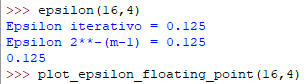 >>> epsilon(16,4)
Epsilon iterativo = 0.125
Epsilon 2**-(m-1) = 0.125
0.125
>>> plot_epsilon_floating_point(16,4)